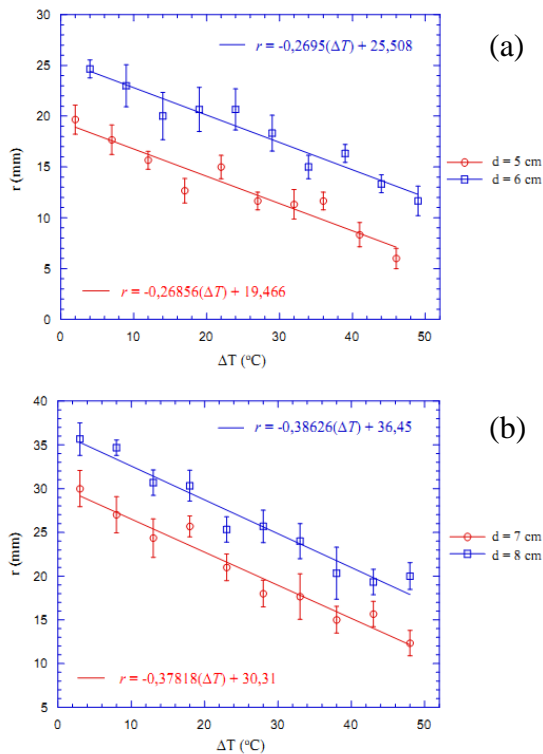 (a)
r = -0,2695(ΔT) + 25,508
30
25
20
15
10
5
0
r (mm)
d = 5 cm
d = 6 cm
r = -0,26856(ΔT) + 19,466
0 10 20 30 40 50
ΔT (°C)
(b)
r = -0,38626(ΔT) + 36,45
40
35
30
25
20
15
10
5
0
r (mm)
d = 7 cm
d = 8 cm
r = -0,37818(ΔT) + 30,31
0 10 20 30 40 50
ΔT (°C)